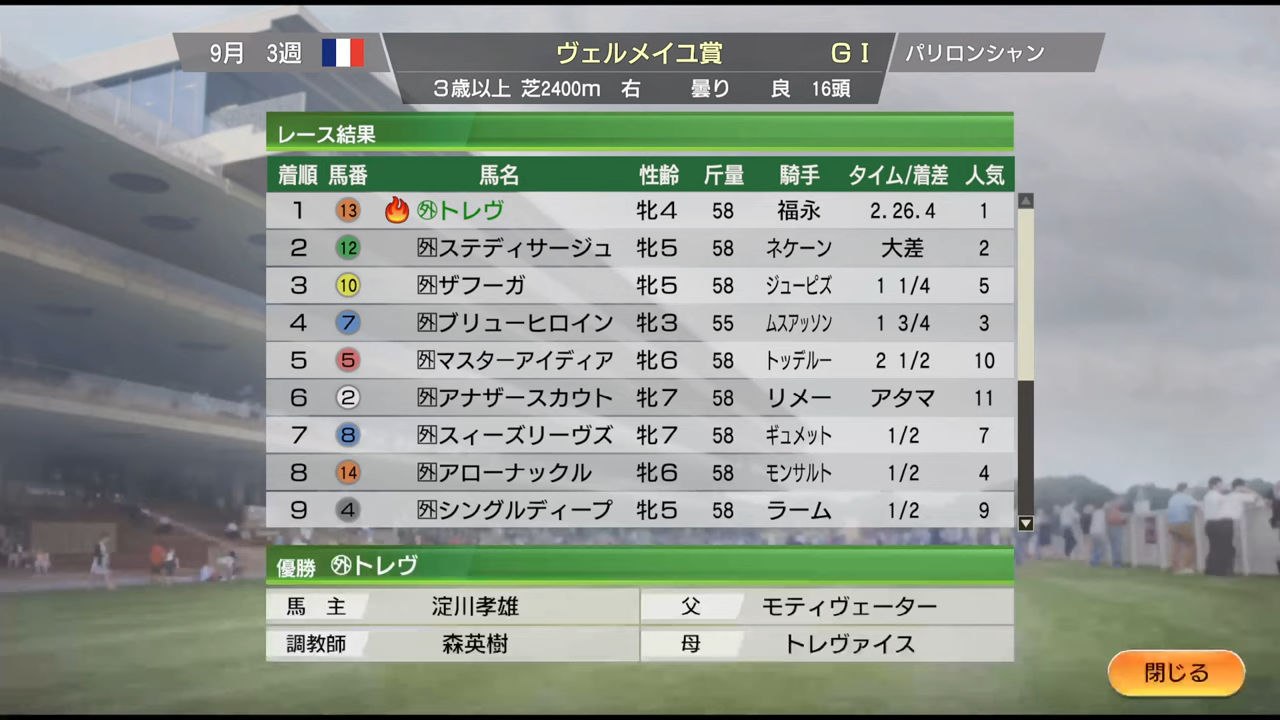 9月 3週 ヴェルメイユ賞 GⅠ パリロンシャン
3歳以上 芝2400m 右 曇り 良 16頭
レース結果
着順 馬番 馬名 性齢 斤量 騎手 タイム/着差 人気
1 13 外トレヴ 牝4 58 福永 2.26.4 1
2 12 外ステディサージュ 牝5 58 ネケーン 大差 2
3 10 外ザフーガ 牝5 58 ジューピズ 1 1/4 5
4 7 外ブリューヒロイン 牝3 55 ムスアッソン 1 3/4 3
5 5 外マスターアイディア 牝6 58 トッデルー 2 1/2 10
6 2 外アナザースカウト 牝7 58 リメー アタマ 11
7 8 外スィーズリーヴズ 牝7 58 ギュメット 1/2 7
8 14 外アローナックル 牝6 58 モンサルト 1/2 4
9 4 外シングルディープ 牝5 58 ラーム 1/2 9
優勝 外トレヴ
馬 主 淀川孝雄 父 モティヴェーター
調教師 森英樹 母 トレヴァイス
閉じる